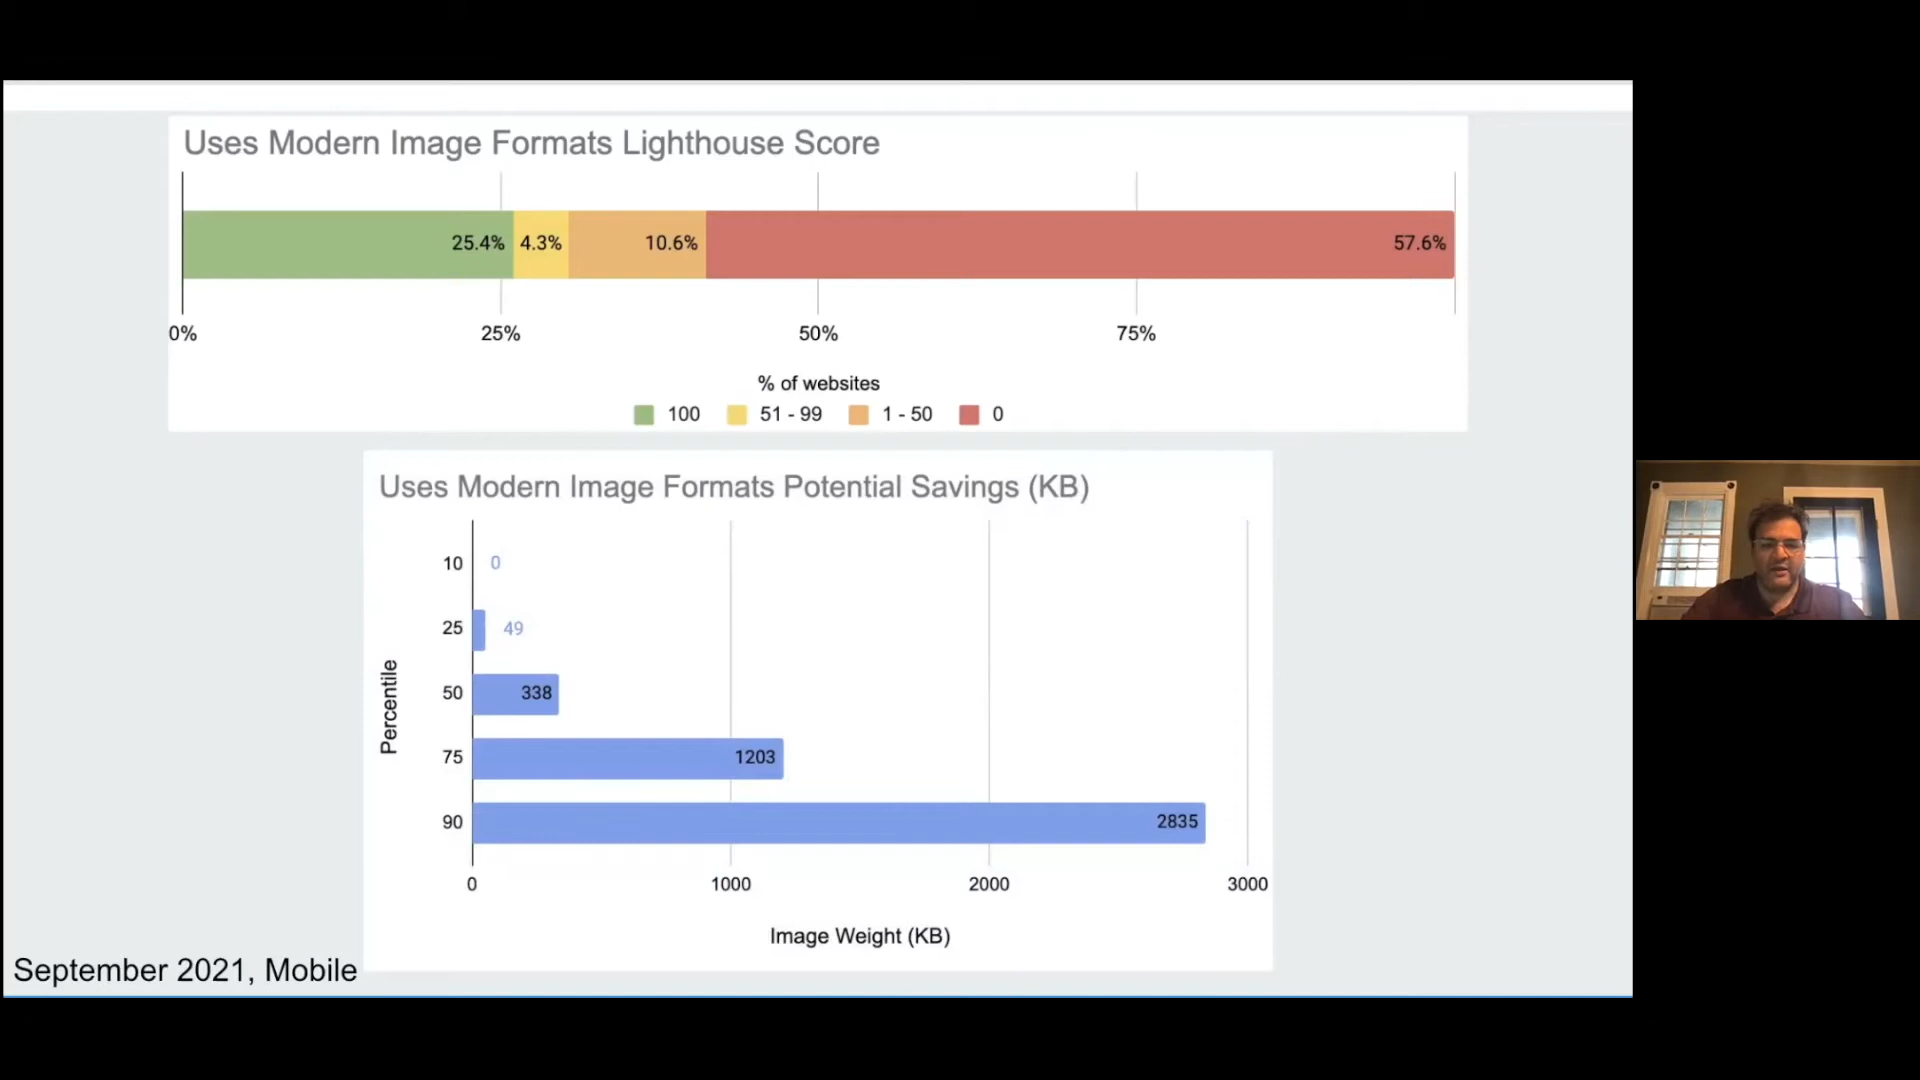 Uses Modern Image Formats Lighthouse Score
25.4% 4.3% 10.6% 57.6%
0% 25% 50% 75%
% of websites
100 51 - 99 1 - 50 0
Uses Modern Image Formats Potential Savings (KB)
Percentile
10 0
25 49
50 338
75 1203
90 2835
0 1000 2000 3000
Image Weight (KB)
September 2021, Mobile